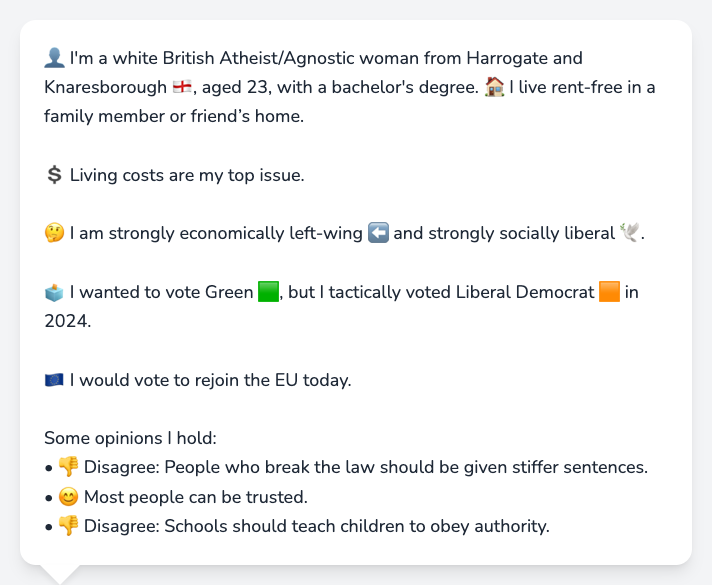 👤 I'm a white British Atheist/Agnostic woman from Harrogate and
Knaresborough 🏴󠁧󠁢󠁥󠁮󠁧󠁿, aged 23, with a bachelor's degree. 🏠 I live rent-free in a
family member or friend’s home.
💲 Living costs are my top issue.
🤔 I am strongly economically left-wing ⬅️ and strongly socially liberal 🕊️.
🗳️ I wanted to vote Green 🟩, but I tactically voted Liberal Democrat 🟧 in
2024.
🇪🇺 I would vote to rejoin the EU today.
Some opinions I hold:
• 👎 Disagree: People who break the law should be given stiffer sentences.
• 😊 Most people can be trusted.
• 👎 Disagree: Schools should teach children to obey authority.